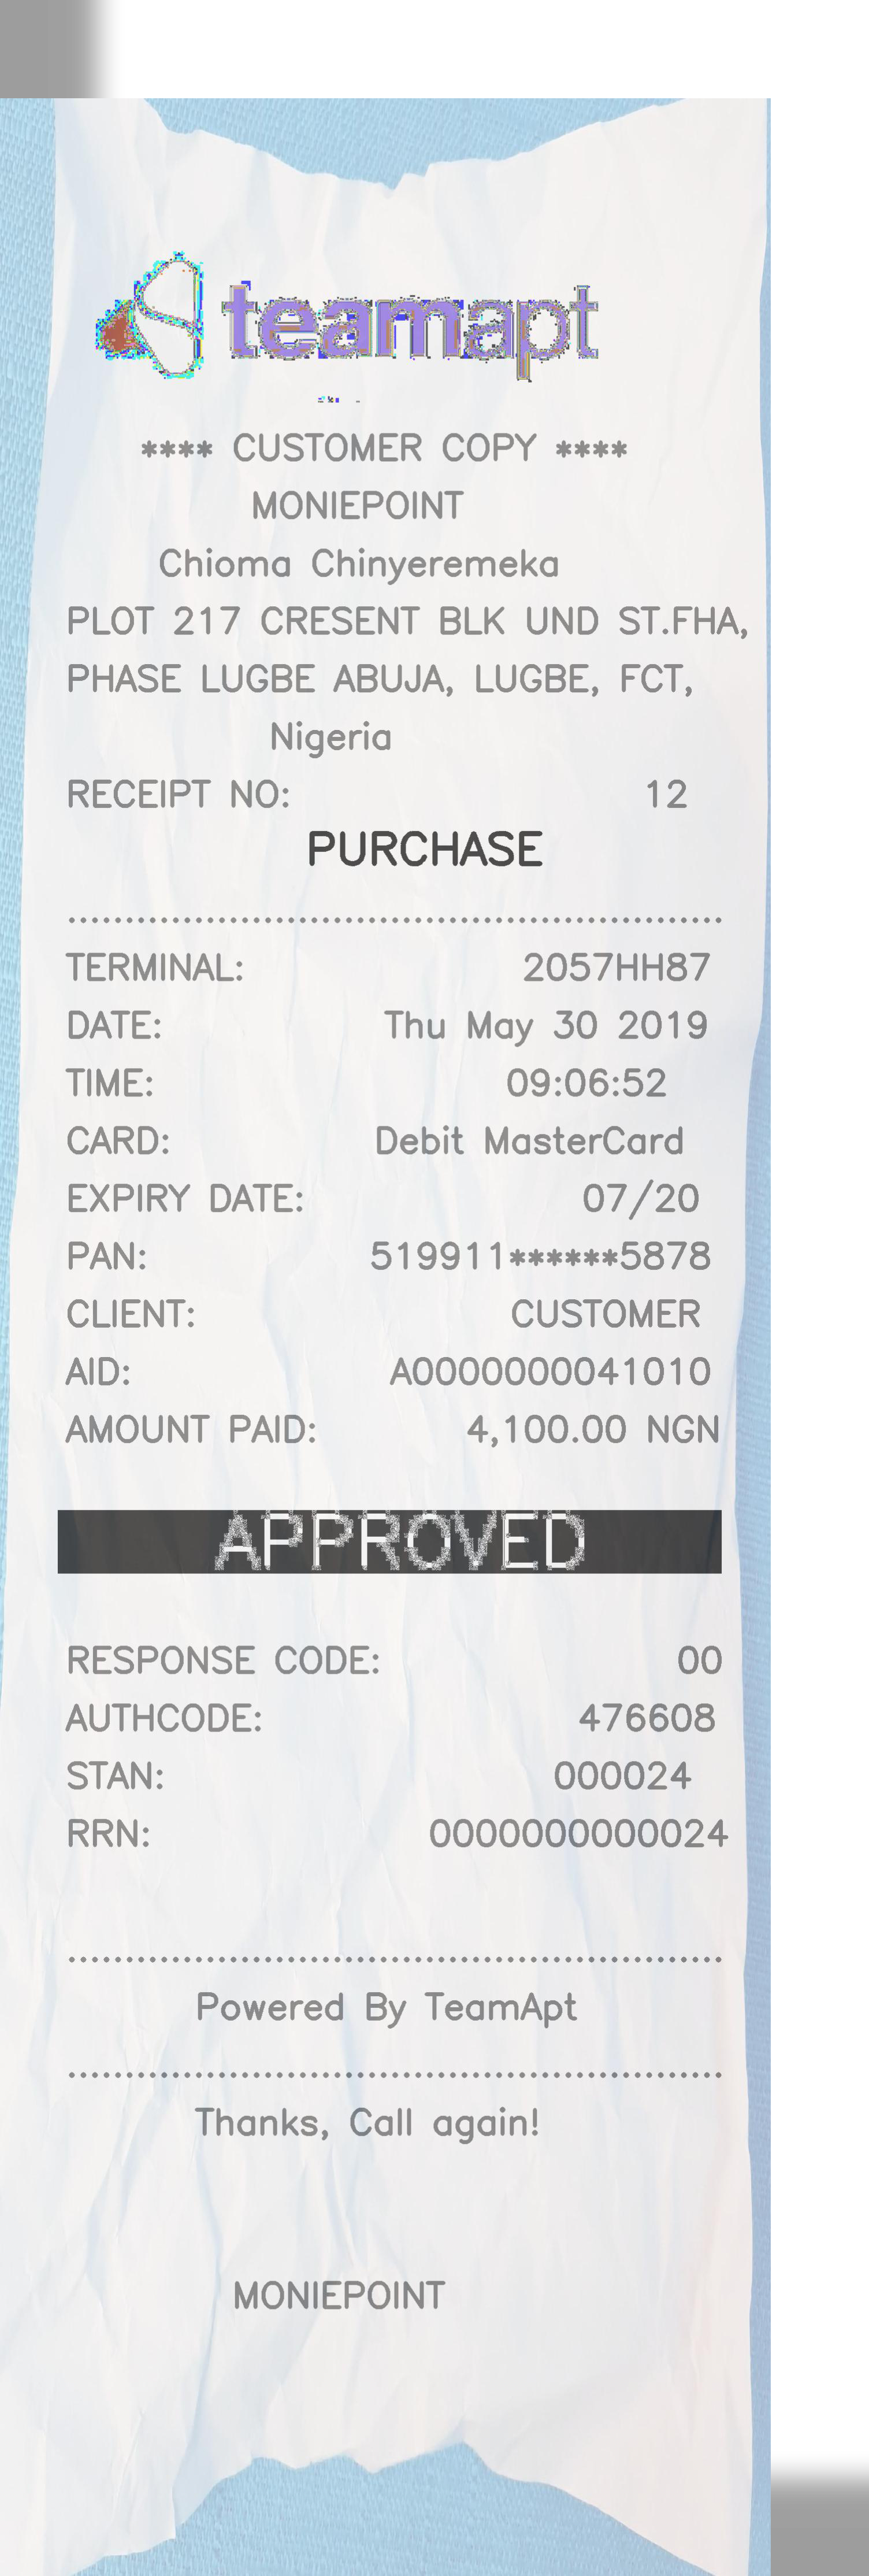 teamapt
**** CUSTOMER COPY ****
MONIEPOINT
Chioma Chinyeremeka
PLOT 217 CRESENT BLK UND ST.FHA,
PHASE LUGBE ABUJA, LUGBE, FCT,
Nigeria
RECEIPT NO: 12
PURCHASE
TERMINAL: 2057HH87
DATE: Thu May 30 2019
TIME: 09:06:52
CARD: Debit MasterCard
EXPIRY DATE: 07/20
PAN: 519911******5878
CLIENT: CUSTOMER
AID: A0000000041010
AMOUNT PAID: 4,100.00 NGN
APPROVED
RESPONSE CODE: 00
AUTHCODE: 476608
STAN: 000024
RRN: 0000000000024
Powered By TeamApt
Thanks, Call again!
MONIEPOINT